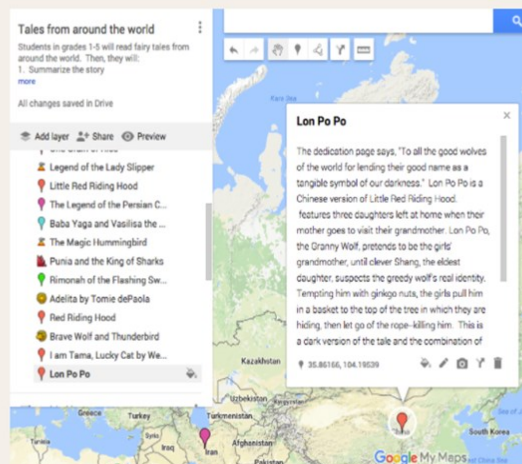 Tales from around the world
Students in grades 1-5 will read fairy tales from
around the world. Then, they will:
1. Summarize the story
more
All changes saved in Drive
Add layer Share Preview
Legend of the Lady Slipper
Little Red Riding Hood
The Legend of the Persian C...
Baba Yaga and Vasilisa the ...
The Magic Hummingbird
Punia and the King of Sharks
Rimonah of the Flashing Sw...
Adelita by Tomie dePaola
Red Riding Hood
Brave Wolf and Thunderbird
I am Tama, Lucky Cat by We...
Lon Po Po
Kara Sea
Lon Po Po
The dedication page says, "To all the good wolves
of the world for lending their good name as a
tangible symbol of our darkness." Lon Po Po is a
Chinese version of Little Red Riding Hood.
features three daughters left at home when their
mother goes to visit their grandmother. Lon Po Po,
the Granny Wolf, pretends to be the girls'
grandmother, until clever Shang, the eldest
daughter, suspects the greedy wolf's real identity.
Tempting him with ginkgo nuts, the girls pull him
in a basket to the top of the tree in which they are
hiding, then let go of the rope-killing him. This is
a dark version of the tale and the combination of
35.86166, 104.19539
Kazakhstan
Uzbekistan
Kyrgyzstan
Greece
Turkey
Turkmenistan
Syria
Iraq
Iran
Afghanistan
Pakistan
Tunisia
South Korea
Google My Maps
East China Sea